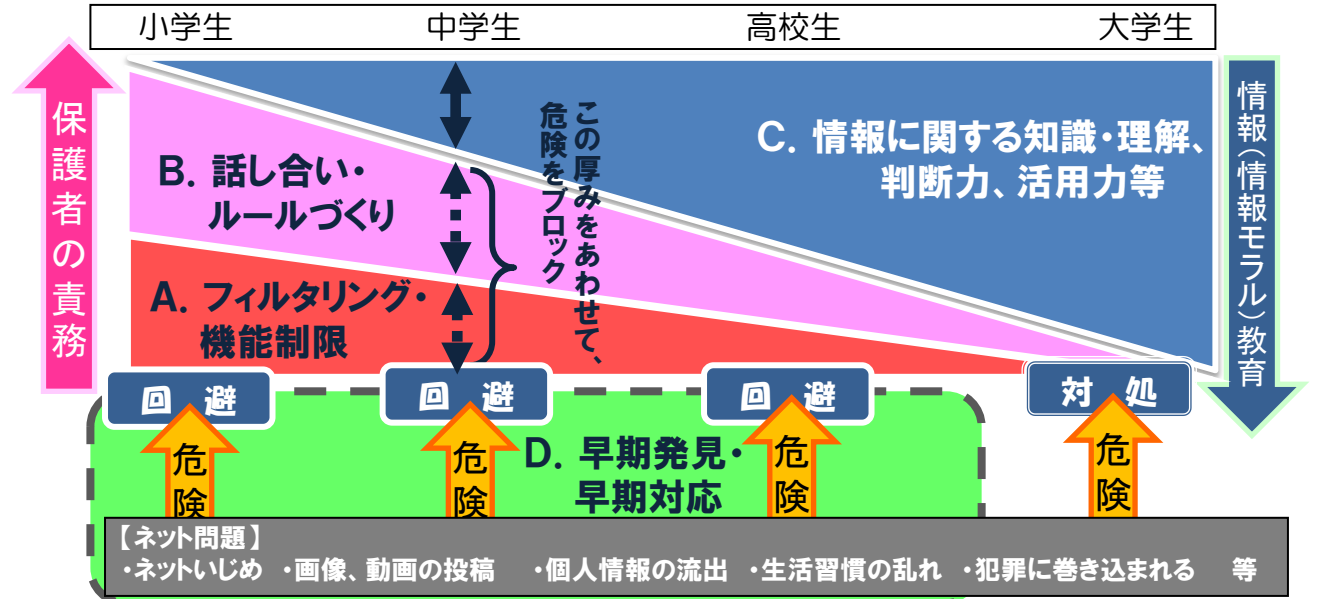 小学生　中学生　高校生　大学生
保護者の責務
情報（情報モラル）教育
C．情報に関する知識・理解、
判断力、活用力等
この厚みをあわせて、
危険をブロック
B．話し合い・
ルールづくり
A．フィルタリング・
機能制限
回　避
回　避
回　避
対　処
危険
危険
危険
危険
D．早期発見・
早期対応
【ネット問題】
・ネットいじめ　・画像、動画の投稿　・個人情報の流出　・生活習慣の乱れ　・犯罪に巻き込まれる　等